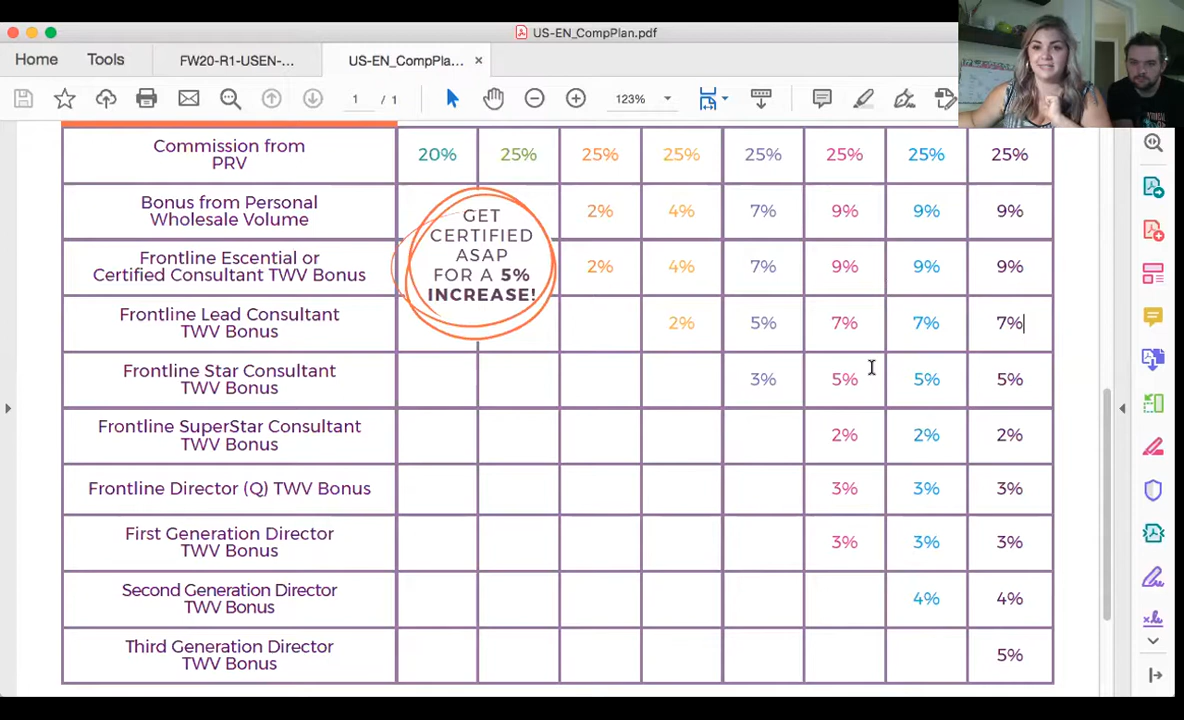 US-EN_CompPlan.pdf
Home
Tools
FW20-R1-USEN-...
US-EN_CompPla...
1 / 1
123%
Commission from
PRV
20% 25% 25% 25% 25% 25% 25% 25%
Bonus from Personal
Wholesale Volume
2% 4% 7% 9% 9% 9%
Frontline Escential or
Certified Consultant TWV Bonus
2% 4% 7% 9% 9% 9%
GET
CERTIFIED
ASAP
FOR A 5%
INCREASE!
Frontline Lead Consultant
TWV Bonus
2% 5% 7% 7% 7%
Frontline Star Consultant
TWV Bonus
3% 5% 5% 5%
Frontline SuperStar Consultant
TWV Bonus
2% 2% 2%
Frontline Director (Q) TWV Bonus
3% 3% 3%
First Generation Director
TWV Bonus
3% 3% 3%
Second Generation Director
TWV Bonus
4% 4%
Third Generation Director
TWV Bonus
5%